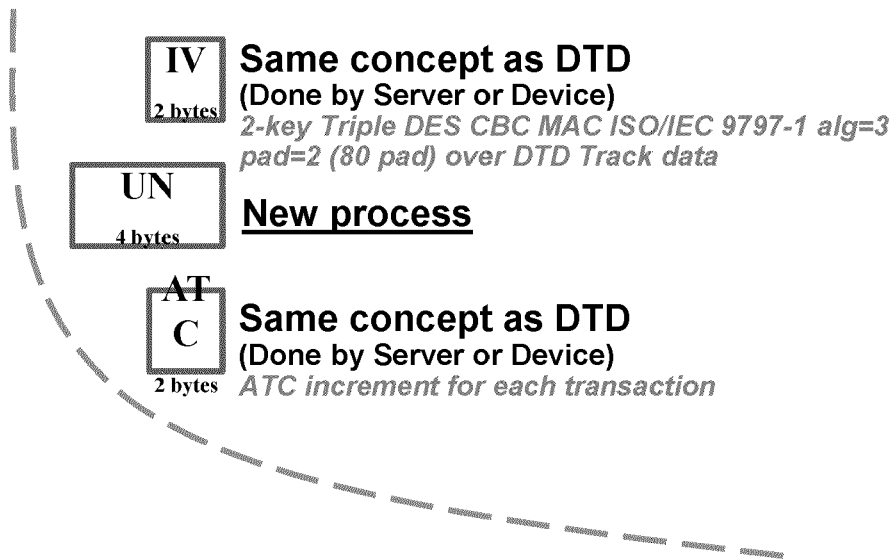 IV
2 bytes
Same concept as DTD
(Done by Server or Device)
2-key Triple DES CBC MAC ISO/IEC 9797-1 alg=3
pad=2 (80 pad) over DTD Track data
UN
4 bytes
New process
AT
C
2 bytes
Same concept as DTD
(Done by Server or Device)
ATC increment for each transaction